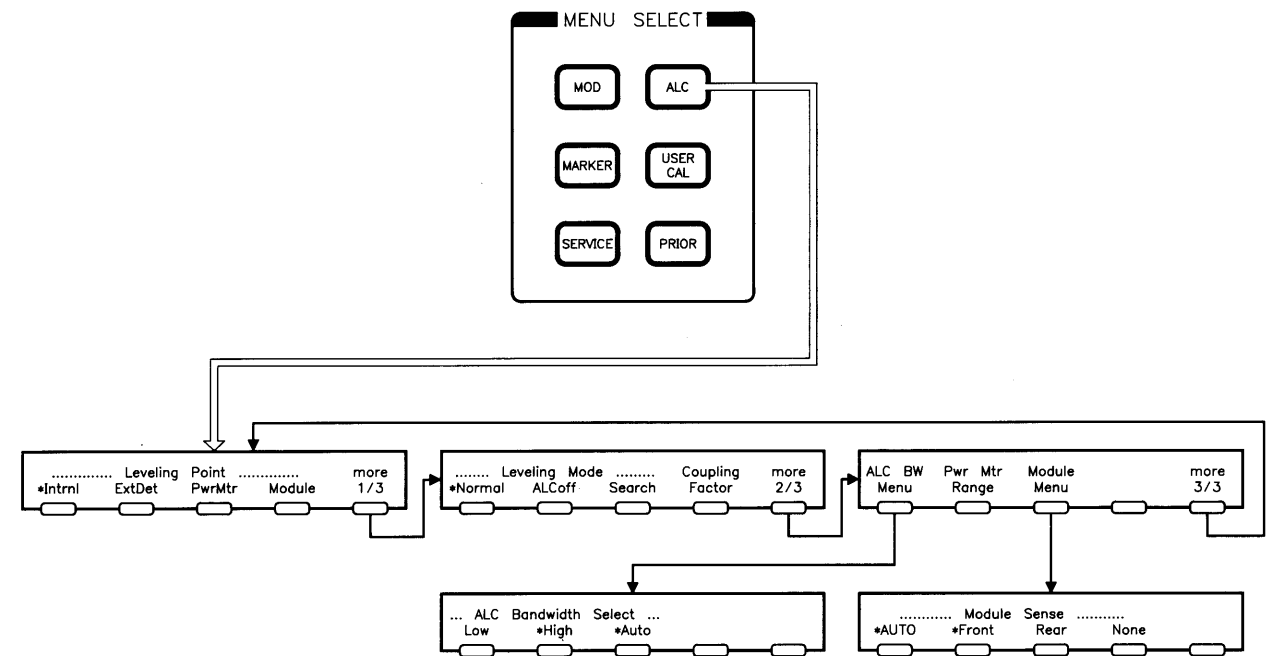 MENU SELECT
MOD ALC
MARKER USER CAL
SERVICE PRIOR
............. Leveling Point ............. more
*Intrnl ExtDet PwrMtr Module 1/3
........ Leveling Mode ......... Coupling more
*Normal ALCoff Search Factor 2/3
ALC BW Pwr Mtr Module more
Menu Range Menu 3/3
... ALC Bandwidth Select ...
Low *High *Auto
............ Module Sense ...........
*AUTO *Front Rear None